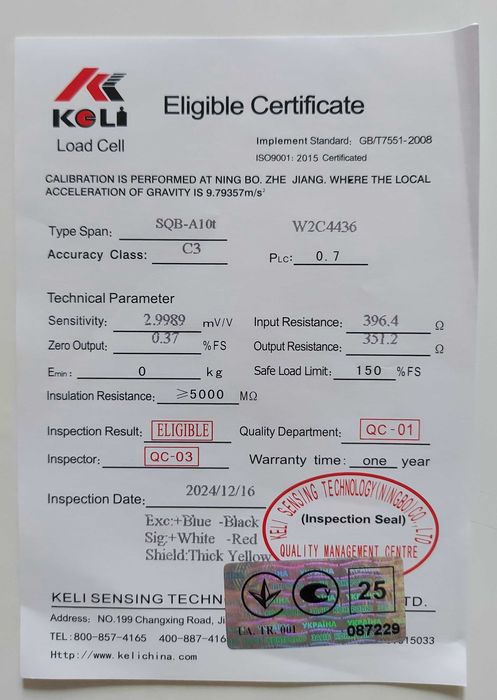 KELI
Load Cell
Eligible Certificate
Implement Standard: GB/T7551-2008
ISO9001: 2015 Certificated
CALIBRATION IS PERFORMED AT NING BO. ZHE JIANG. WHERE THE LOCAL
ACCELERATION OF GRAVITY IS 9.79357m/s²
Type Span: SQB-A10t W2C4436
Accuracy Class: C3 PLC: 0.7
Technical Parameter
Sensitivity: 2.9989 mV/V Input Resistance: 396.4 Ω
Zero Output: 0.37 %FS Output Resistance: 351.2 Ω
Emin: 0 kg Safe Load Limit: 150 %FS
Insulation Resistance: ≥5000 MΩ
Inspection Result: ELIGIBLE Quality Department: QC-01
Inspector: QC-03 Warranty time: one year
Inspection Date: 2024/12/16
KELI SENSING TECHNOLOGY(NINGBO)CO.,LTD
(Inspection Seal)
QUALITY MANAGEMENT CENTRE
Exc:+Blue -Black
Sig:+White -Red
Shield:Thick Yellow
25
УКРАЇНА
UA. TR. 001
087229
KELI SENSING TECHN LTD.
Address: NO.199 Changxing Road, Ji
TEL: 800-857-4165 400-887-416 15033
Http://www.kelichina.com